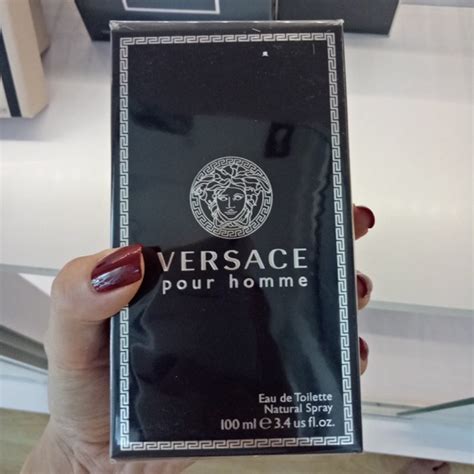 VERSACE
pour homme
Eau de Toilette
Natural Spray
100 ml ℮ 3.4 us fl.oz.